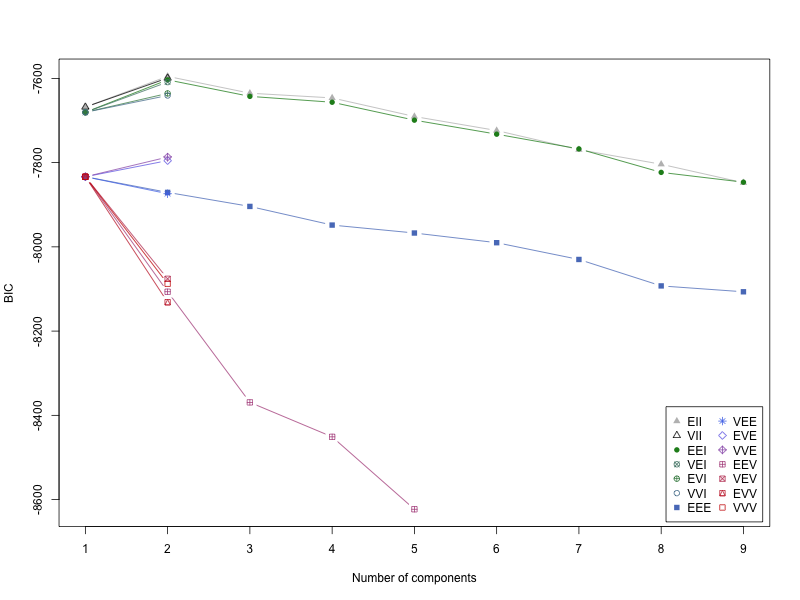 -7600
-7800
-8000
-8200
-8400
-8600
BIC
1 2 3 4 5 6 7 8 9
Number of components
EII VEE
VII EVE
EEI VVE
VEI EEV
EVI VEV
VVI EVV
EEE VVV